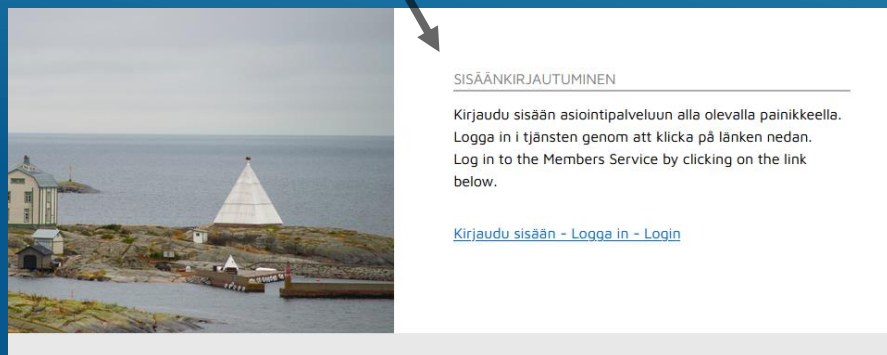 SISÄÄNKIRJAUTUMINEN
Kirjaudu sisään asiointipalveluun alla olevalla painikkeella.
Logga in i tjänsten genom att klicka på länken nedan.
Log in to the Members Service by clicking on the link
below.
Kirjaudu sisään - Logga in - Login